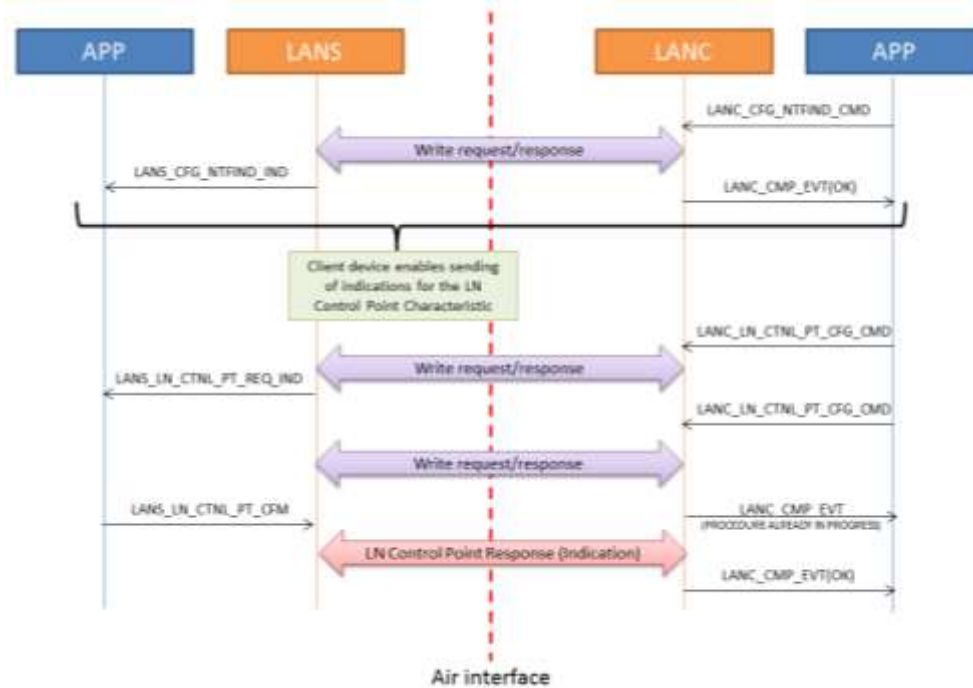 APP
LANS
LANC
APP
LANC_CFG_NTFIND_CMD
Write request/response
LANS_CFG_NTFIND_IND
LANC_CMP_EVT(OK)
Client device enables sending
of indications for the LN
Control Point Characteristic
LANC_LN_CTNL_PT_CFG_CMD
Write request/response
LANS_LN_CTNL_PT_REQ_IND
LANC_LN_CTNL_PT_CFG_CMD
Write request/response
LANS_LN_CTNL_PT_CFM
LANC_CMP_EVT
(PROCEDURE ALREADY IN PROGRESS)
LN Control Point Response (Indication)
LANC_CMP_EVT(OK)
Air interface